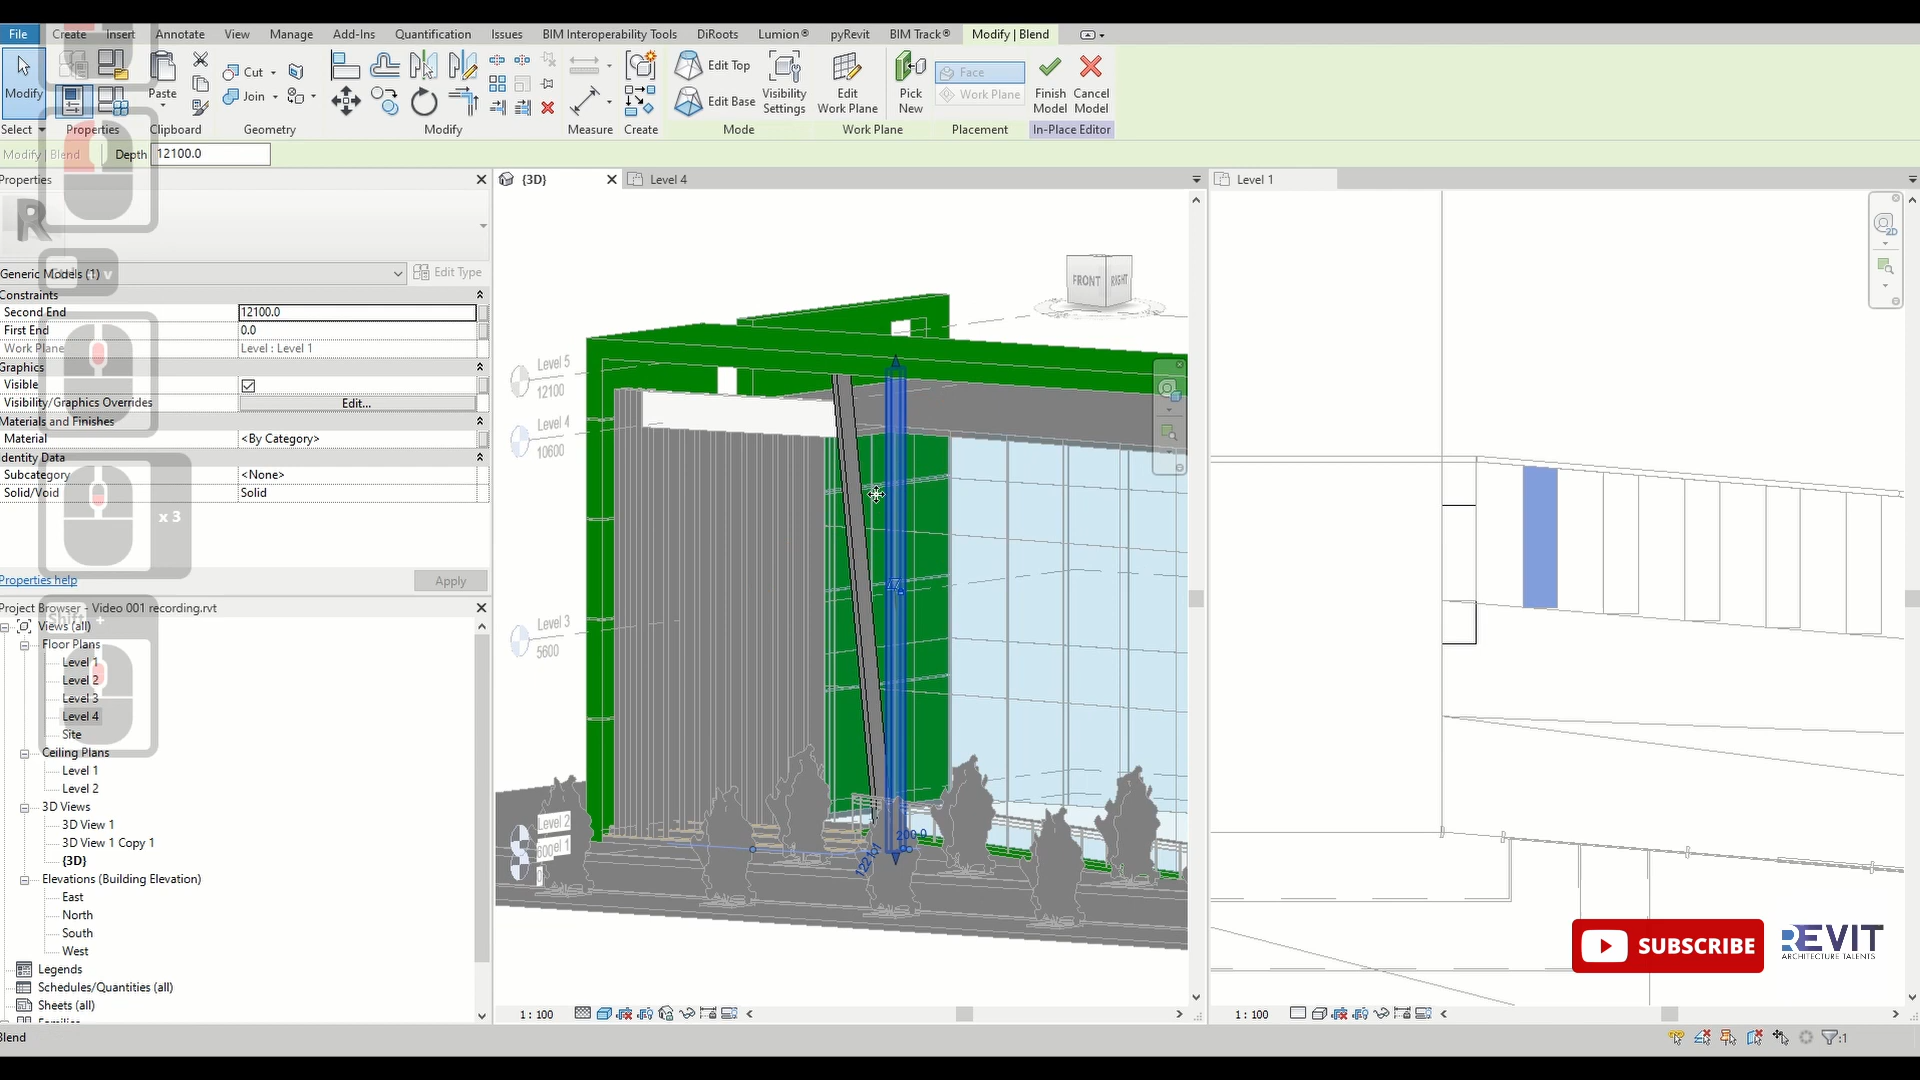 File Create Insert Annotate View Manage Add-Ins Quantification Issues BIM Interoperability Tools DiRoots Lumion® pyRevit BIM Track® Modify | Blend
Modify Paste Cut Join Edit Top Edit Base Visibility Settings Edit Work Plane Pick New Face Work Plane Finish Model Cancel Model
Select Properties Clipboard Geometry Modify Measure Create Mode Work Plane Placement In-Place Editor
Modify | Blend Depth 12100.0
Properties
{3D} Level 4 Level 1
R
Generic Models (1) Edit Type
Constraints
Second End 12100.0
First End 0.0
Work Plane Level : Level 1
Graphics
Visible
Visibility/Graphics Overrides Edit...
Materials and Finishes
Material <By Category>
Identity Data
Subcategory <None>
Solid/Void Solid
x 3
Properties help Apply
Project Browser - Video 001 recording.rvt
Shift +
Views (all)
Floor Plans
Level 1
Level 2
Level 3
Level 4
Site
Ceiling Plans
Level 1
Level 2
3D Views
3D View 1
3D View 1 Copy 1
{3D}
Elevations (Building Elevation)
East
North
South
West
Legends
Schedules/Quantities (all)
Sheets (all)
FRONT RIGHT
Level 5
12100
Level 4
10600
Level 3
5600
Level 2
600
0
200.0
2D
SUBSCRIBE
REVIT
ARCHITECTURE TALENTS
1 : 100
1 : 100
Blend
:1